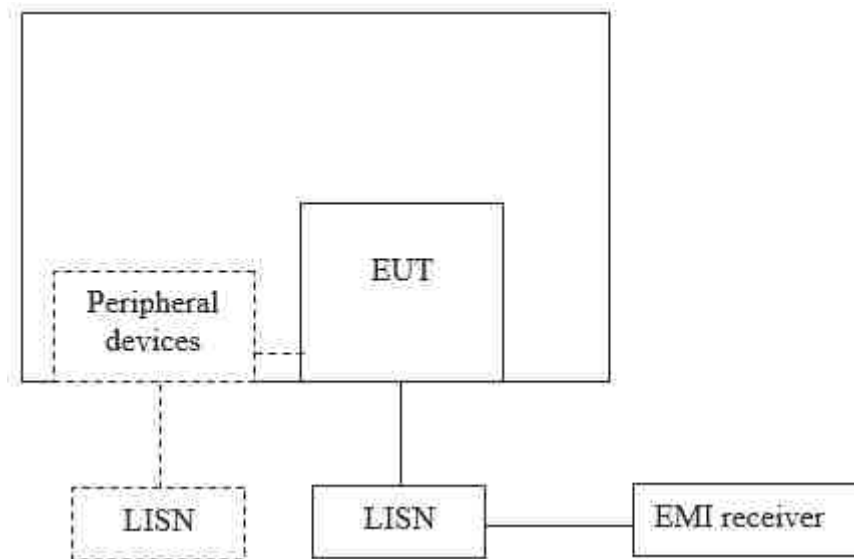 EUT
Peripheral
devices
LISN
LISN
EMI receiver